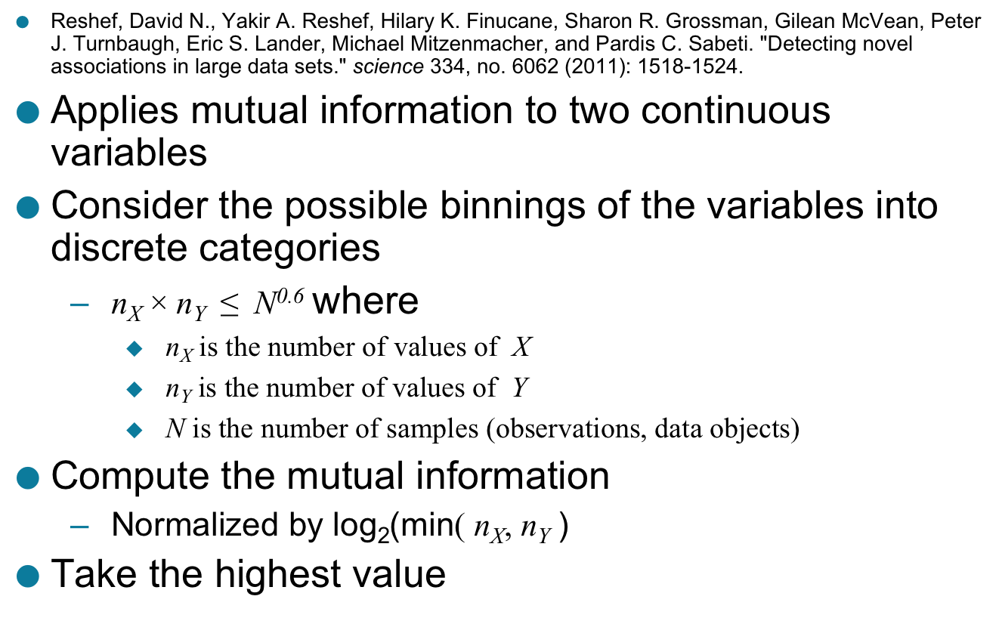 ● Reshef, David N., Yakir A. Reshef, Hilary K. Finucane, Sharon R. Grossman, Gilean McVean, Peter
J. Turnbaugh, Eric S. Lander, Michael Mitzenmacher, and Pardis C. Sabeti. "Detecting novel
associations in large data sets." science 334, no. 6062 (2011): 1518-1524.
● Applies mutual information to two continuous
variables
● Consider the possible binnings of the variables into
discrete categories
– n_X × n_Y ≤ N^0.6 where
◆ n_X is the number of values of X
◆ n_Y is the number of values of Y
◆ N is the number of samples (observations, data objects)
● Compute the mutual information
– Normalized by log₂(min( n_X, n_Y )
● Take the highest value